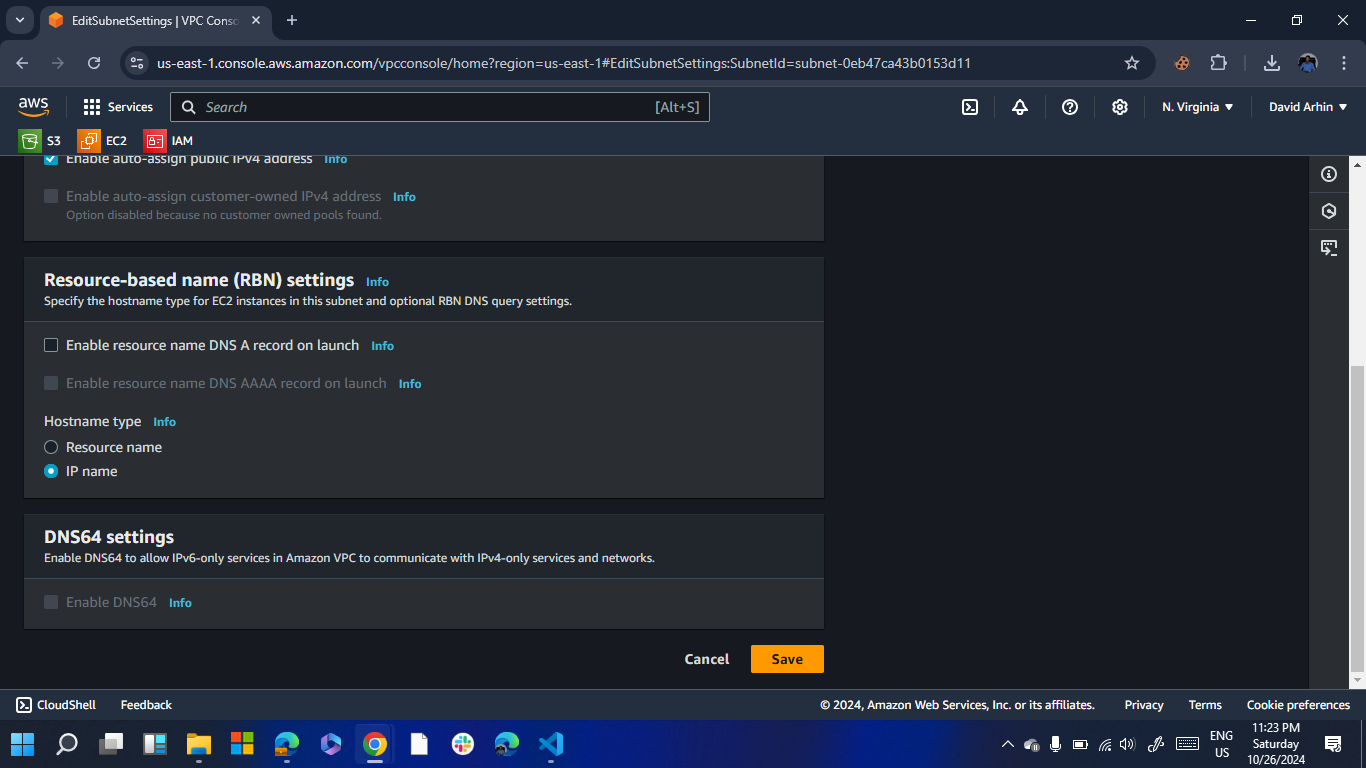 EditSubnetSettings | VPC Conso
us-east-1.console.aws.amazon.com/vpcconsole/home?region=us-east-1#EditSubnetSettings:SubnetId=subnet-0eb47ca43b0153d11
aws Services Search [Alt+S] N. Virginia David Arhin
S3 EC2 IAM
Enable auto-assign public IPv4 address Info
Enable auto-assign customer-owned IPv4 address Info
Option disabled because no customer owned pools found.
Resource-based name (RBN) settings Info
Specify the hostname type for EC2 instances in this subnet and optional RBN DNS query settings.
Enable resource name DNS A record on launch Info
Enable resource name DNS AAAA record on launch Info
Hostname type Info
Resource name
IP name
DNS64 settings
Enable DNS64 to allow IPv6-only services in Amazon VPC to communicate with IPv4-only services and networks.
Enable DNS64 Info
Cancel Save
CloudShell Feedback © 2024, Amazon Web Services, Inc. or its affiliates. Privacy Terms Cookie preferences
ENG
US
11:23 PM
Saturday
10/26/2024